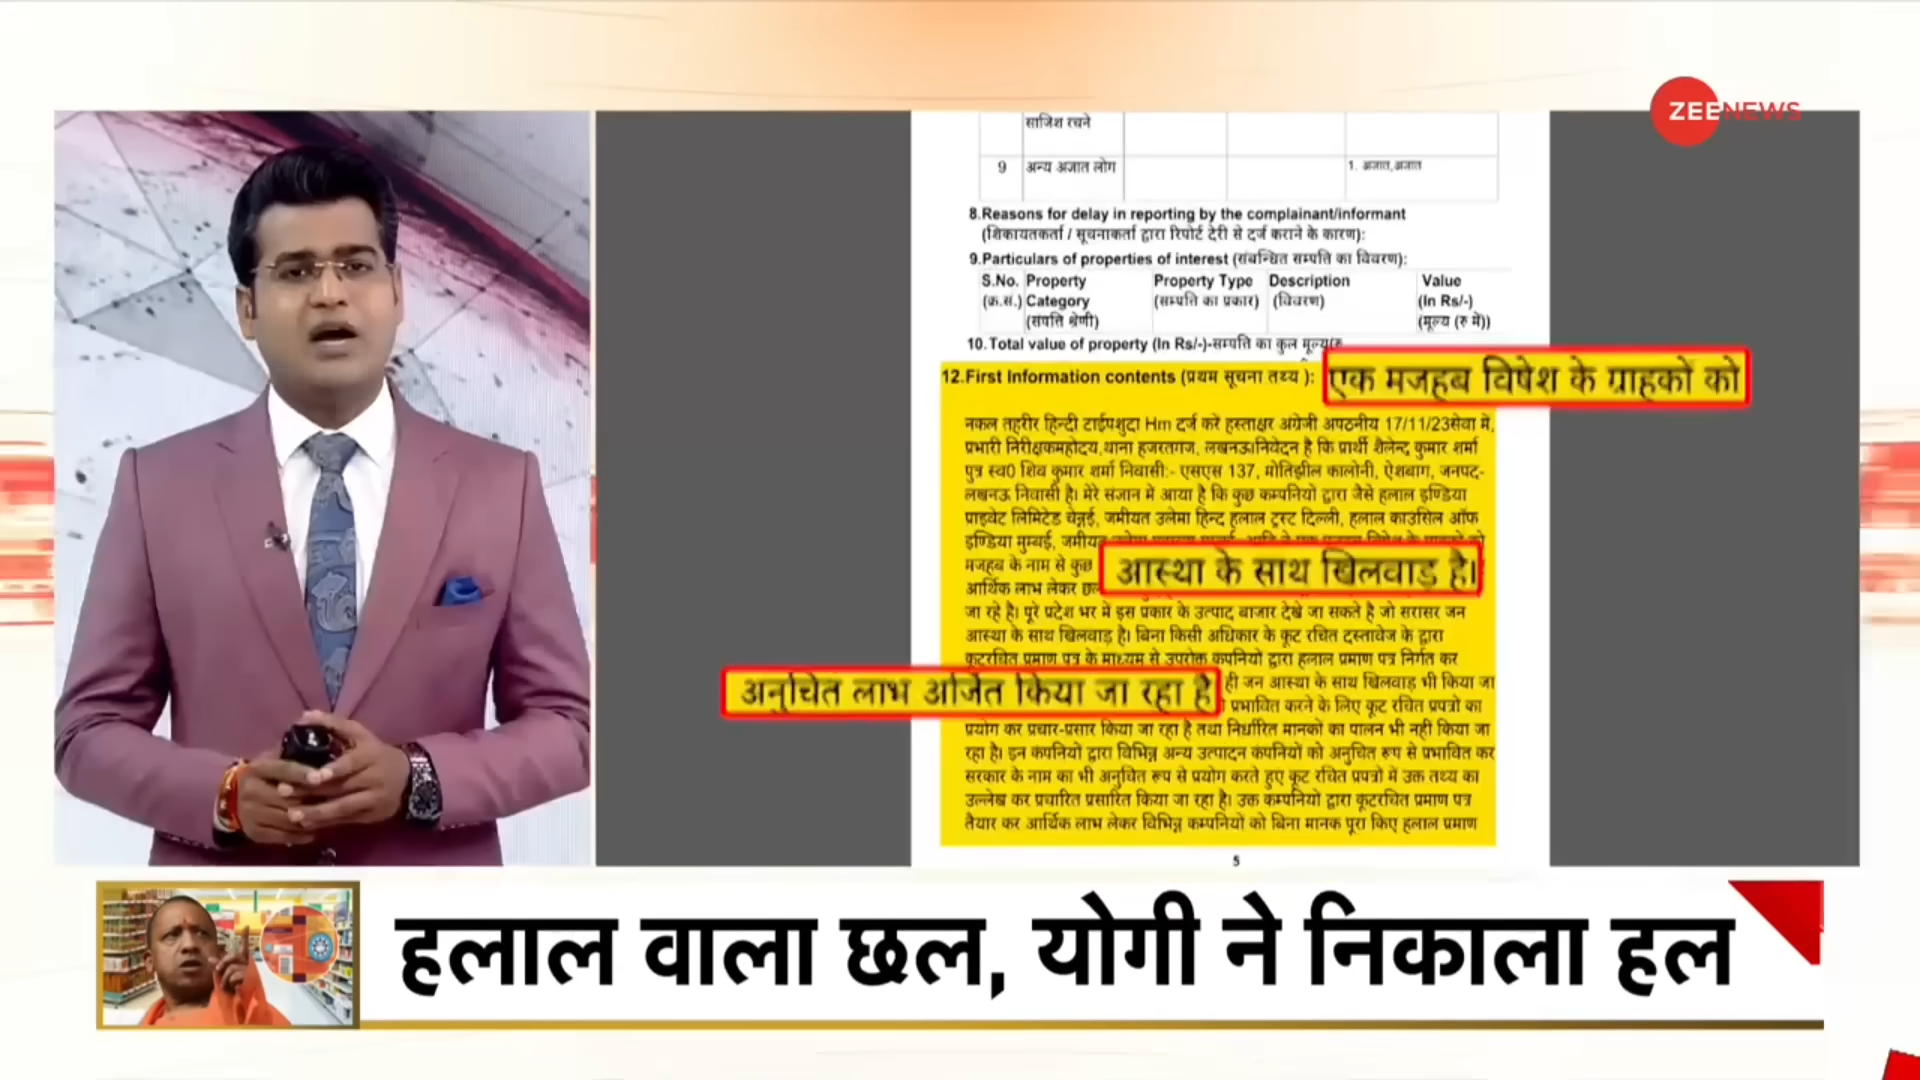 ZEE NEWS
साजिश रचने
9 अन्य अज्ञात लोग 1. अज्ञात,अज्ञात
8.Reasons for delay in reporting by the complainant/informant
(शिकायतकर्ता / सूचनाकर्ता द्वारा रिपोर्ट देरी से दर्ज कराने के कारण):
9.Particulars of properties of interest (संबन्धित सम्पत्ति का विवरण):
S.No. Property Property Type Description Value
(क्र.सं.) Category (सम्पत्ति का प्रकार) (विवरण) (In Rs/-)
(संपत्ति श्रेणी) (मूल्य (रु में))
10.Total value of property (In Rs/-)-सम्पत्ति का कुल मूल्य(रु
12.First Information contents (प्रथम सूचना तथ्य ): एक मजहब विषेश के ग्राहको को
नकल तहरीर हिन्दी टाईपशुदा Hm दर्ज करें हस्ताक्षर अंग्रेजी अपठनीय 17/11/23सेवा में,
प्रभारी निरीक्षकमहोदय,थाना हजरतगंज, लखनऊ।निवेदन है कि प्रार्थी शैलेन्द्र कुमार शर्मा
पुत्र स्व0 शिव कुमार शर्मा निवासी:- एसएस 137, मोतिझील कालोनी, ऐशबाग, जनपद-
लखनऊ निवासी है। मेरे संज्ञान में आया है कि कुछ कम्पनियों द्वारा जैसे हलाल इण्डिया
प्राइवेट लिमिटेड चेन्नई, जमीयत उलेमा हिन्द हलाल ट्रस्ट दिल्ली, हलाल काउंसिल ऑफ
इण्डिया मुम्बई, जमीयत
मजहब के नाम से कुछ आस्था के साथ खिलवाड़ है।
आर्थिक लाभ लेकर
जा रहे है। पूरे प्रदेश भर में इस प्रकार के उत्पाद बाजार देखे जा सकते है जो सरासर जन
आस्था के साथ खिलवाड़ है। बिना किसी अधिकार के कूट रचित दस्तावेज के द्वारा
कूटरचित प्रमाण पत्र के माध्यम से उपरोक्त कंपनियों द्वारा हलाल प्रमाण पत्र निर्गत कर
अनुचित लाभ अर्जित किया जा रहा है ही जन आस्था के साथ खिलवाड़ भी किया जा
प्रभावित करने के लिए कूट रचित प्रपत्रो का
प्रयोग कर प्रचार-प्रसार किया जा रहा है तथा निर्धारित मानको का पालन भी नही किया जा
रहा है। इन कंपनियों द्वारा विभिन्न अन्य उत्पादन कंपनियों को अनुचित रूप से प्रभावित कर
सरकार के नाम का भी अनुचित रूप से प्रयोग करते हुए कूट रचित प्रपत्रो में उक्त तथ्य का
उल्लेख कर प्रचारित प्रसारित किया जा रहा है। उक्त कम्पनियों द्वारा कूटरचित प्रमाण पत्र
तैयार कर आर्थिक लाभ लेकर विभिन्न कम्पनियों को बिना मानक पूरा किए हलाल प्रमाण
5
हलाल वाला छल, योगी ने निकाला हल